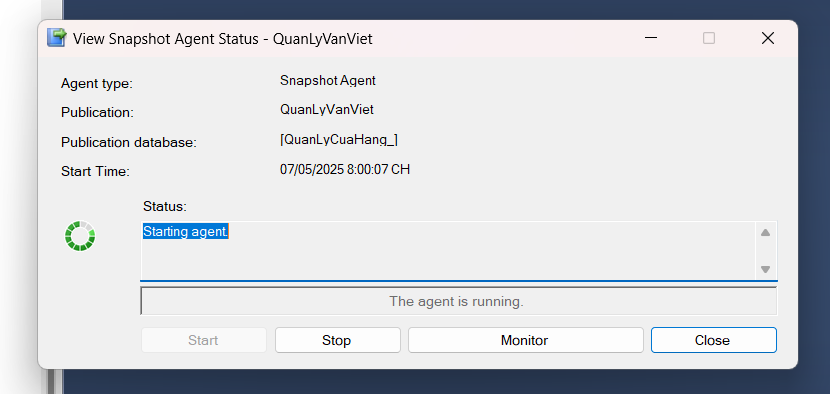 View Snapshot Agent Status - QuanLyVanViet
Agent type: Snapshot Agent
Publication: QuanLyVanViet
Publication database: [QuanLyCuaHang_]
Start Time: 07/05/2025 8:00:07 CH
Status:
Starting agent.
The agent is running.
Start Stop Monitor Close